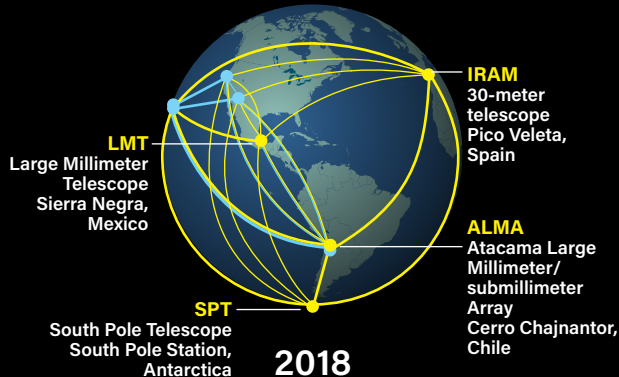 IRAM
30-meter
telescope
Pico Veleta,
Spain
LMT
Large Millimeter
Telescope
Sierra Negra,
Mexico
ALMA
Atacama Large
Millimeter/
submillimeter
Array
Cerro Chajnantor,
Chile
SPT
South Pole Telescope
South Pole Station,
Antarctica
2018